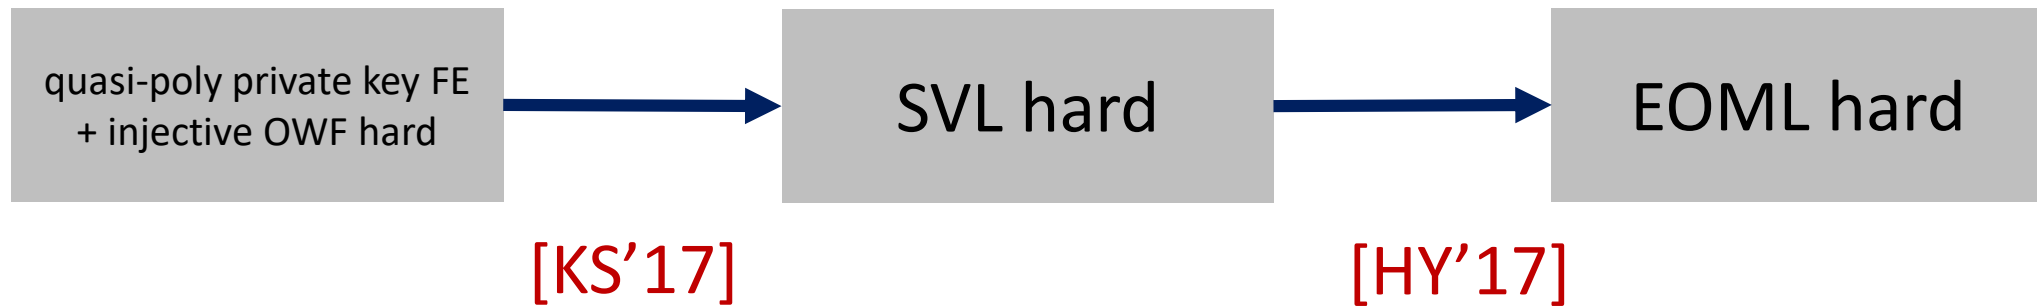 quasi-poly private key FE
+ injective OWF hard
SVL hard
EOML hard
[KS’17]
[HY’17]